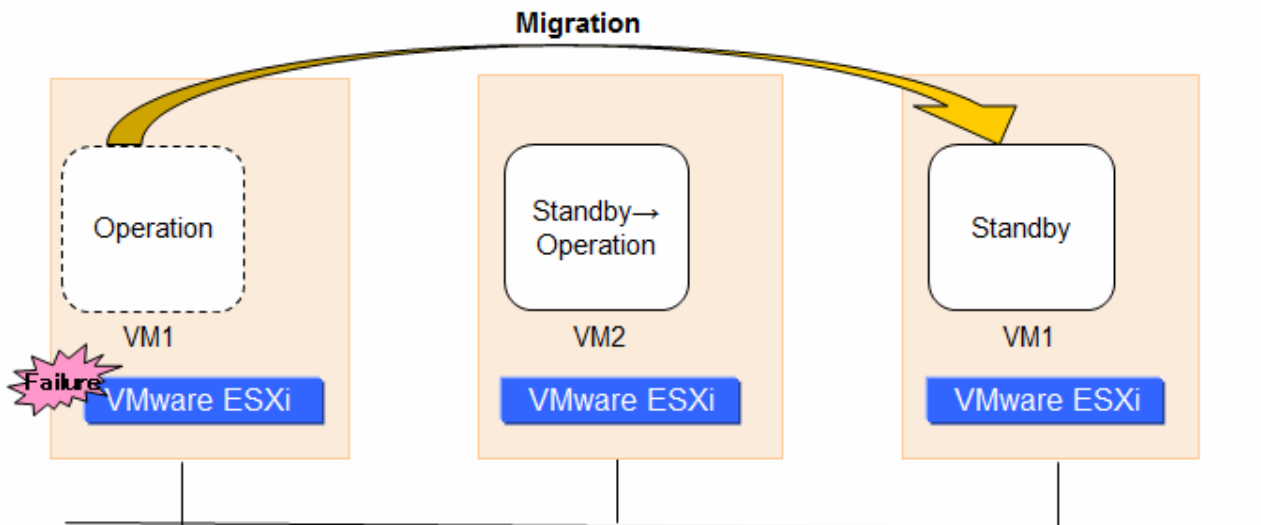 Migration
Operation
Standby→
Operation
Standby
VM1
VM2
VM1
Failure
VMware ESXi
VMware ESXi
VMware ESXi